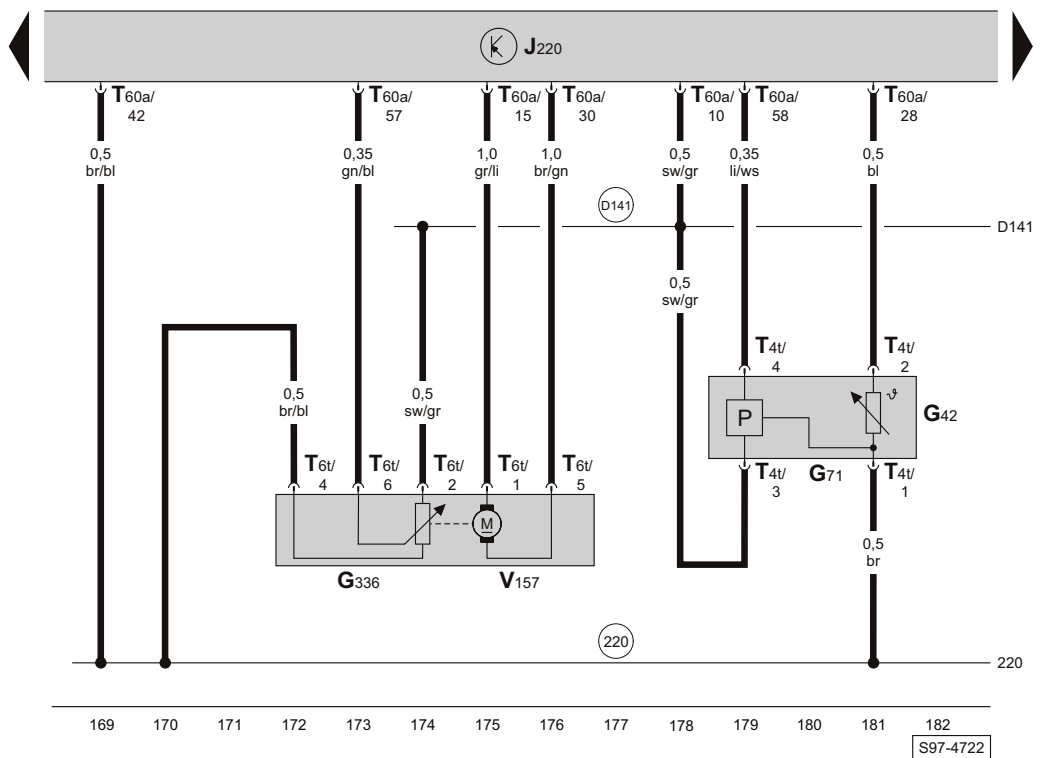 J220
T60a/ T60a/ T60a/ T60a/ T60a/ T60a/ T60a/
42 57 15 30 10 58 28
0,5 0,35 1,0 1,0 0,5 0,35 0,5
br/bl gn/bl gr/li br/gn sw/gr li/ws bl
D141
D141
0,5
sw/gr
T4t/ T4t/
4 2
0,5 0,5
br/bl sw/gr
P
G42
T6t/ T6t/ T6t/ T6t/ T6t/
4 6 2 1 5
ϑ
G71
T4t/ T4t/
3 1
M
0,5
br
G336 V157
220
220
169 170 171 172 173 174 175 176 177 178 179 180 181 182
S97-4722